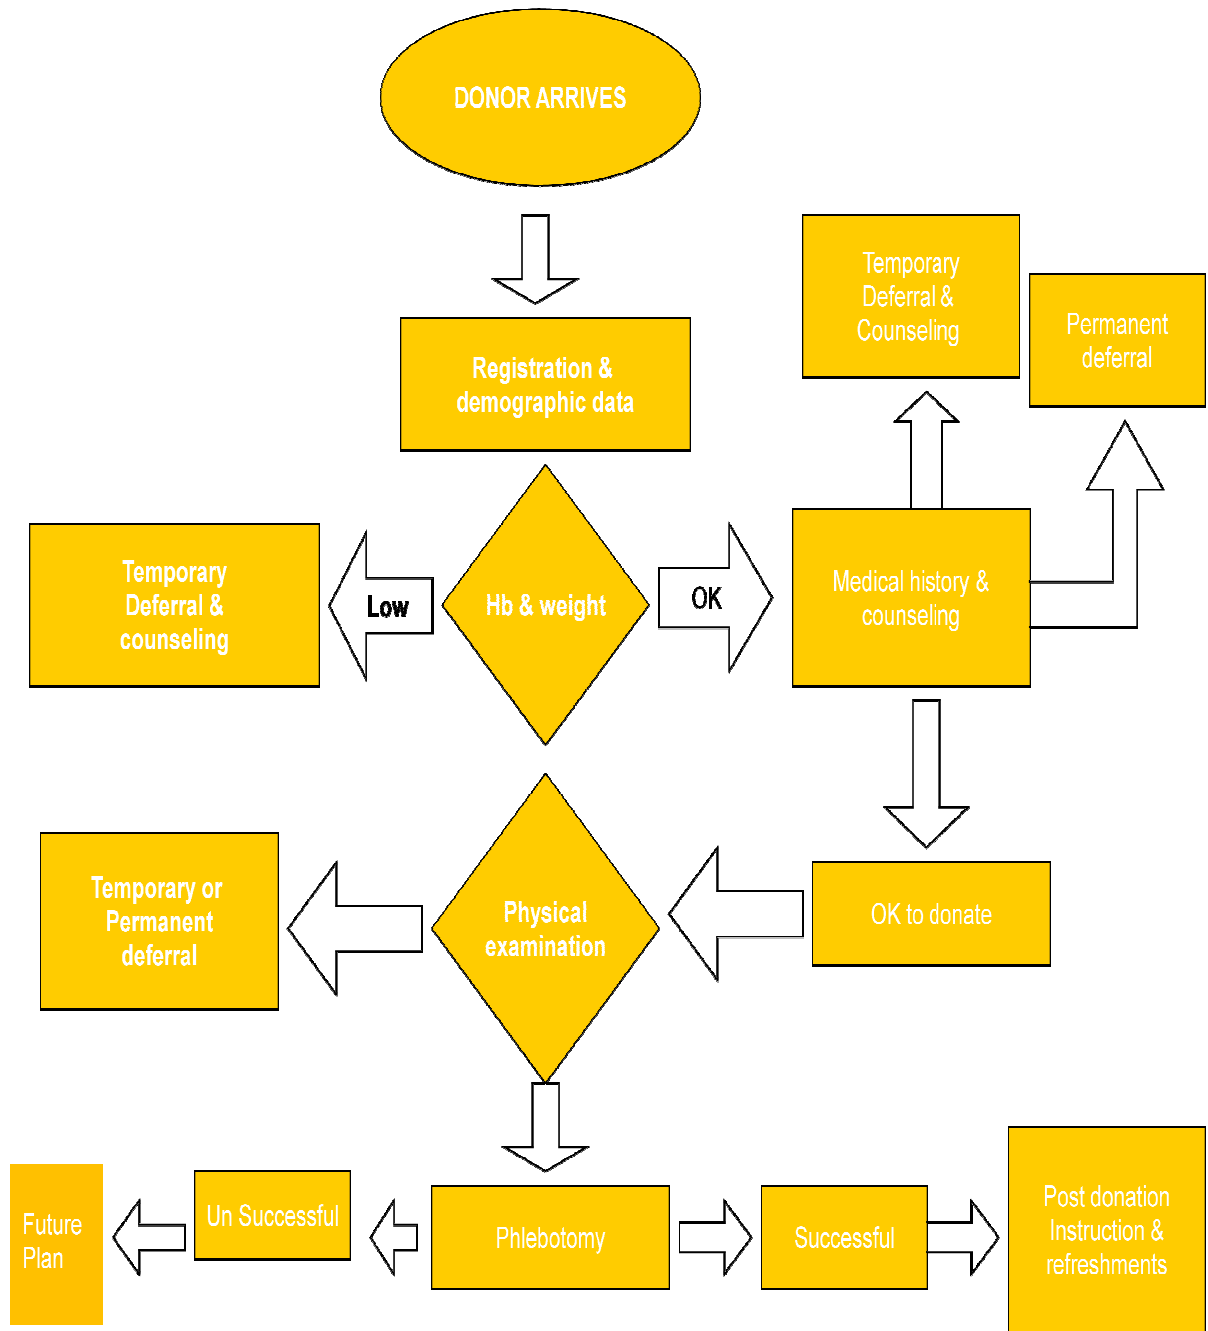 DONOR ARRIVES
Temporary
Deferral &
Counseling
Permanent
deferral
Registration &
demographic data
Temporary
Deferral &
counseling
Low
Hb & weight
OK
Medical history &
counseling
Temporary or
Permanent
deferral
Physical
examination
OK to donate
Future
Plan
Un Successful
Phlebotomy
Successful
Post donation
Instruction &
refreshments